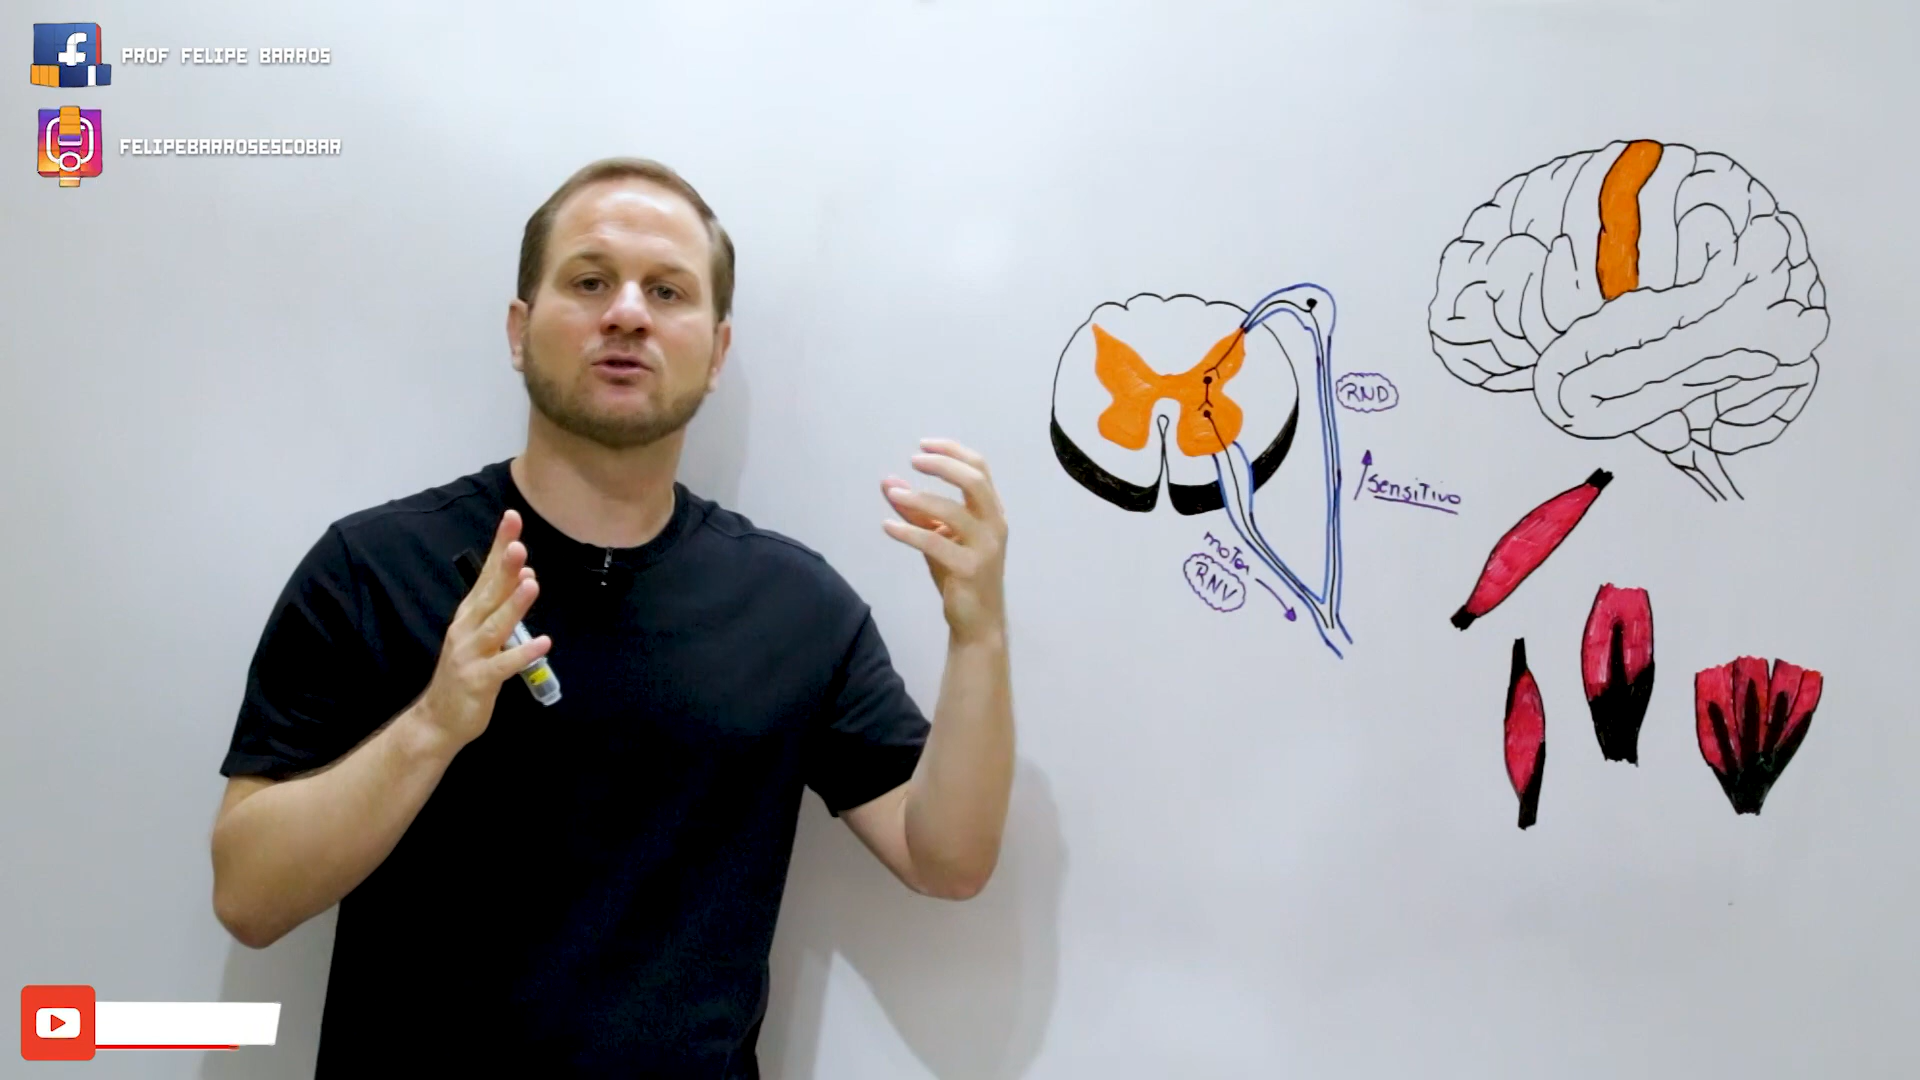 PROF FELIPE BARROS
FELIPEBARROSESCOBAR
RND
Sensitivo
motor
RNV